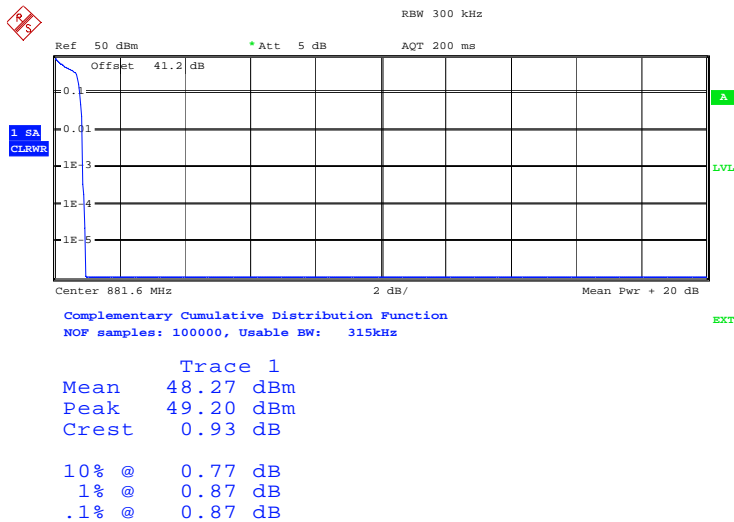 R S
RBW 300 kHz
Ref 50 dBm * Att 5 dB AQT 200 ms
Offset 41.2 dB
0.1
A
0.01
1 SA
CLRWR
1E-3
LVL
1E-4
1E-5
Center 881.6 MHz 2 dB/ Mean Pwr + 20 dB
Complementary Cumulative Distribution Function
EXT
NOF samples: 100000, Usable BW: 315kHz
Trace 1
Mean 48.27 dBm
Peak 49.20 dBm
Crest 0.93 dB
10% @ 0.77 dB
1% @ 0.87 dB
.1% @ 0.87 dB